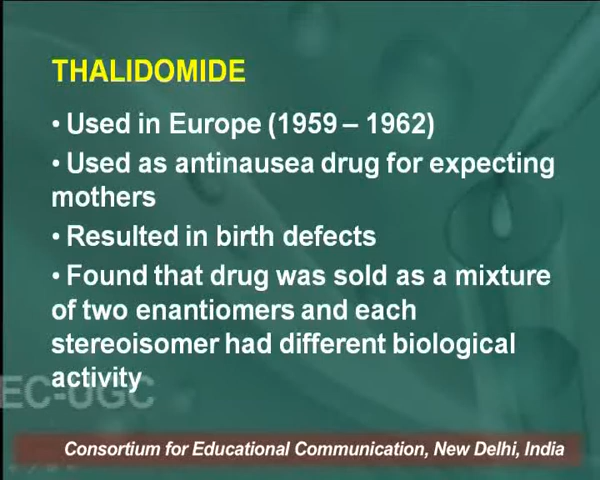 THALIDOMIDE
• Used in Europe (1959 – 1962)
• Used as antinausea drug for expecting
mothers
• Resulted in birth defects
• Found that drug was sold as a mixture
of two enantiomers and each
stereoisomer had different biological
activity
EC-UGC
Consortium for Educational Communication, New Delhi, India